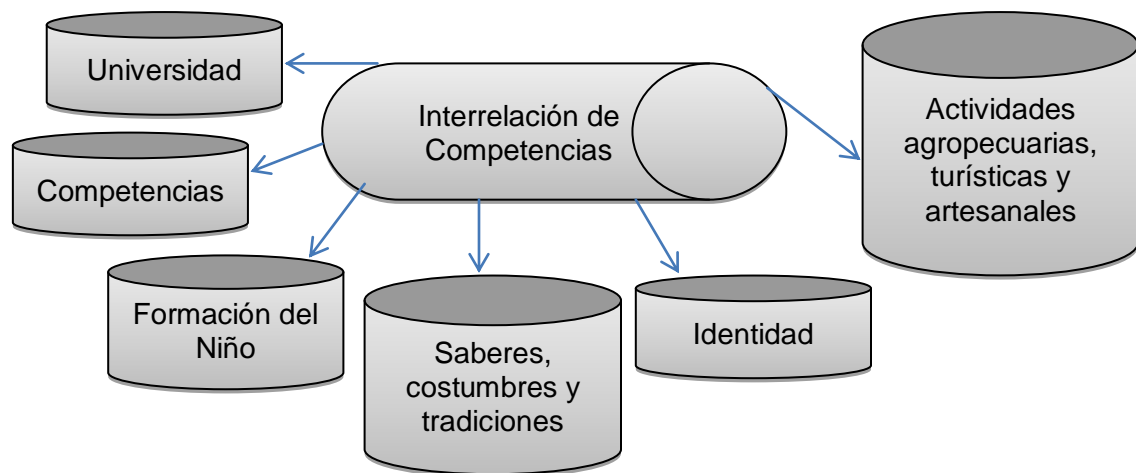 Universidad
Interrelación de
Competencias
Actividades
agropecuarias,
turísticas y
artesanales
Competencias
Formación del
Niño
Saberes,
costumbres y
tradiciones
Identidad